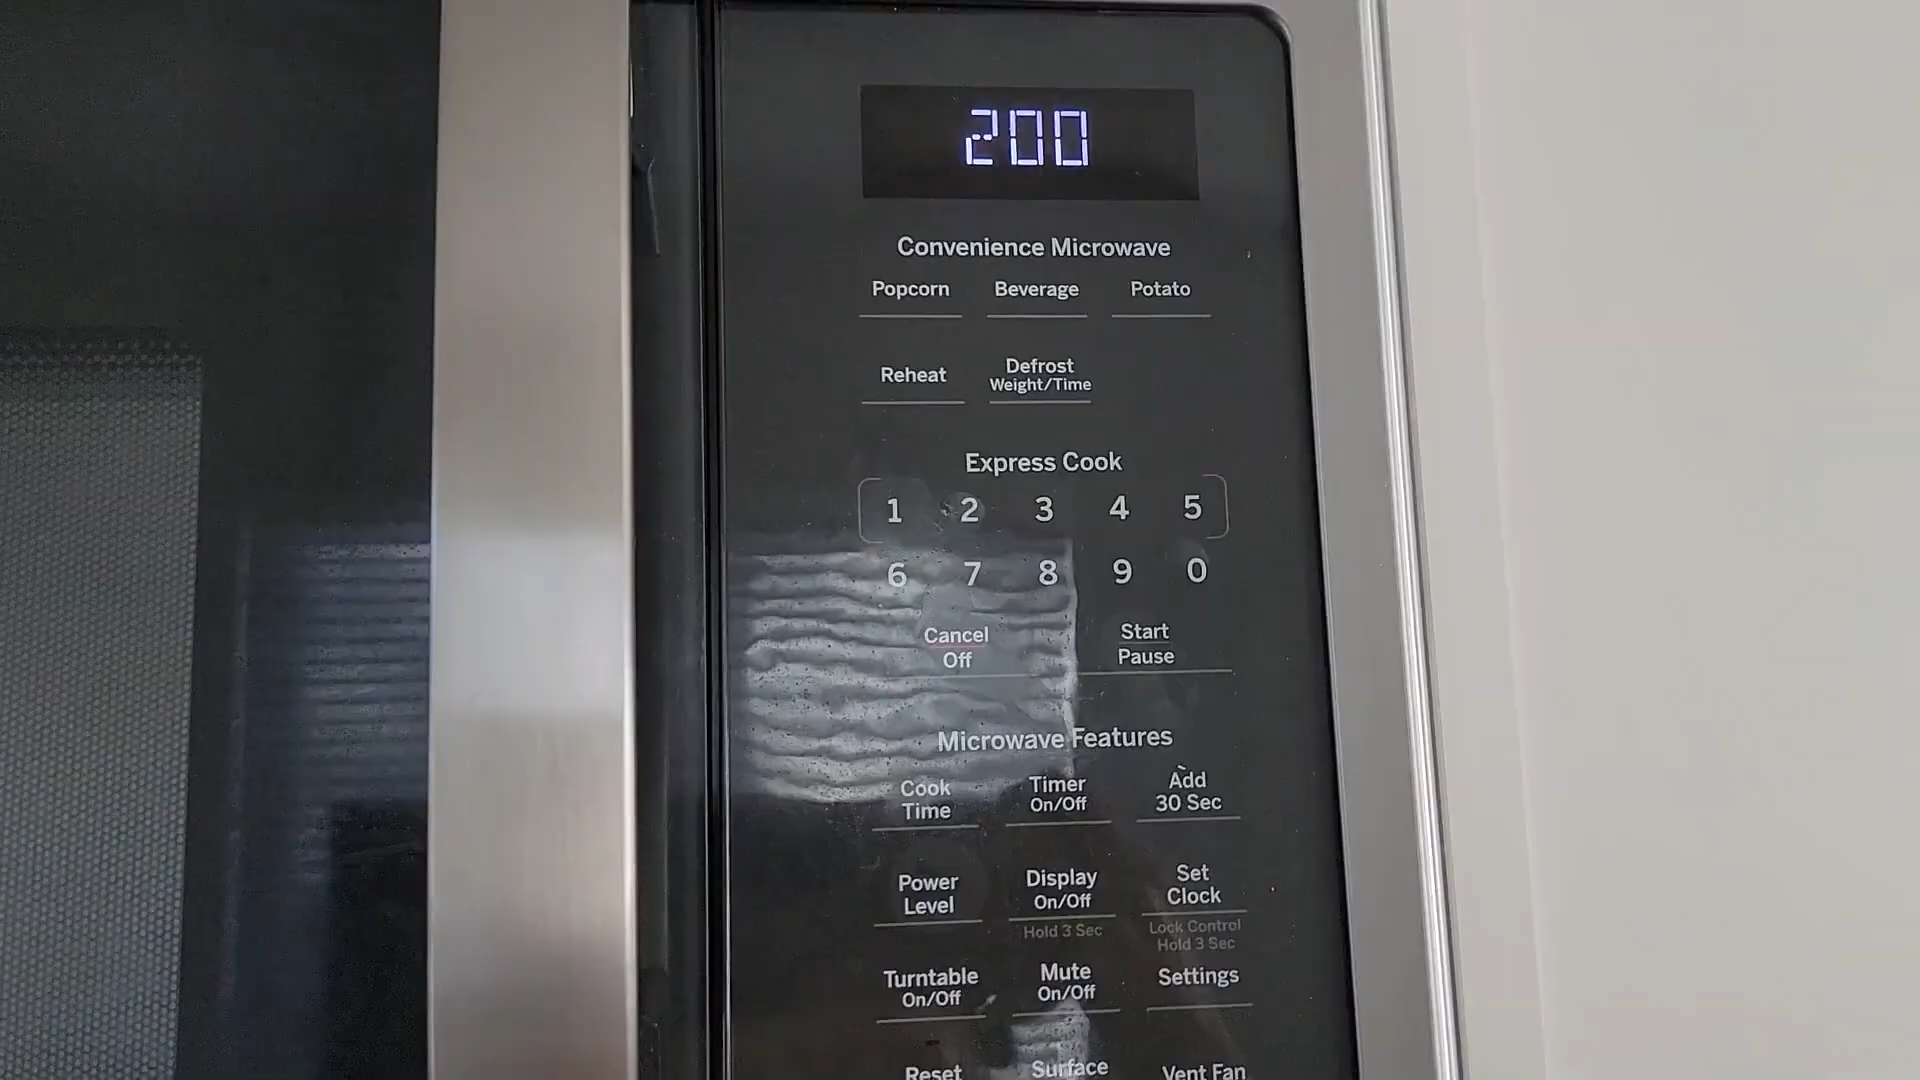 200
Convenience Microwave
Popcorn Beverage Potato
Reheat Defrost
Weight/Time
Express Cook
1 2 3 4 5
6 7 8 9 0
Cancel Start
Off Pause
Microwave Features
Cook Timer Add
Time On/Off 30 Sec
Power Display Set
Level On/Off Clock
Hold 3 Sec Lock Control
Hold 3 Sec
Turntable Mute Settings
On/Off On/Off
Reset Surface Vent Fan